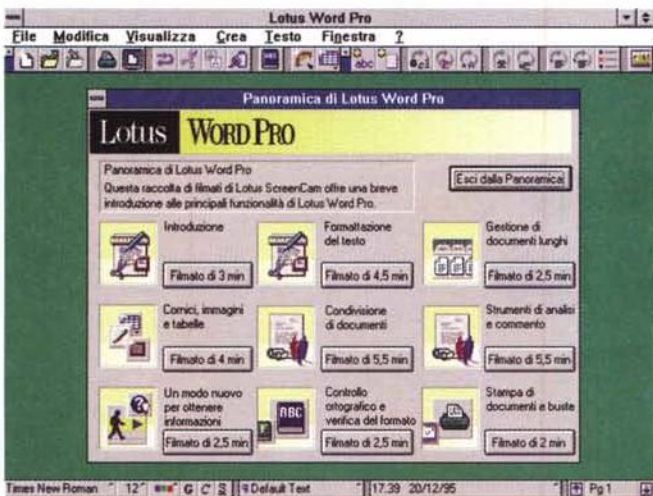 Lotus Word Pro
File Modifica Visualizza Crea Testo Finestra ?
abc
Panoramica di Lotus Word Pro
Lotus WORD PRO
Panoramica di Lotus Word Pro
Questa raccolta di filmati di Lotus ScreenCam offre una breve
introduzione alle principali funzionalità di Lotus Word Pro.
Esci dalla Panoramica
Introduzione
Filmato di 3 min
Formattazione
del testo
Filmato di 4,5 min
Gestione di
documenti lunghi
Filmato di 2,5 min
Cornici, immagini
e tabelle
Filmato di 4 min
Condivisione
di documenti
Filmato di 5,5 min
Strumenti di analisi
e commento
Filmato di 5,5 min
Un modo nuovo
per ottenere
informazioni
Filmato di 2,5 min
ABC
Controllo
ortografico e
verifica del formato
Filmato di 2,5 min
Stampa di
documenti e buste
Filmato di 2 min
Times New Roman 12 G C S Default Text 17.39 20/12/95 Pg 1